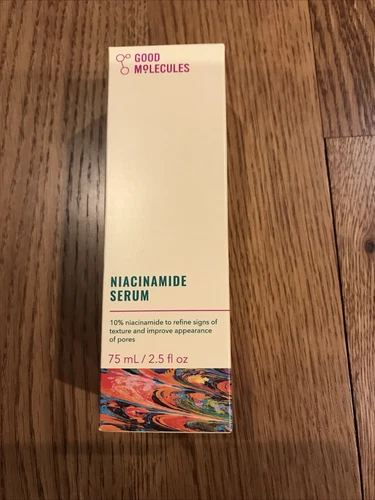 GOOD
MOLECULES
NIACINAMIDE
SERUM
10% niacinamide to refine signs of
texture and improve appearance
of pores
75 mL / 2.5 fl oz